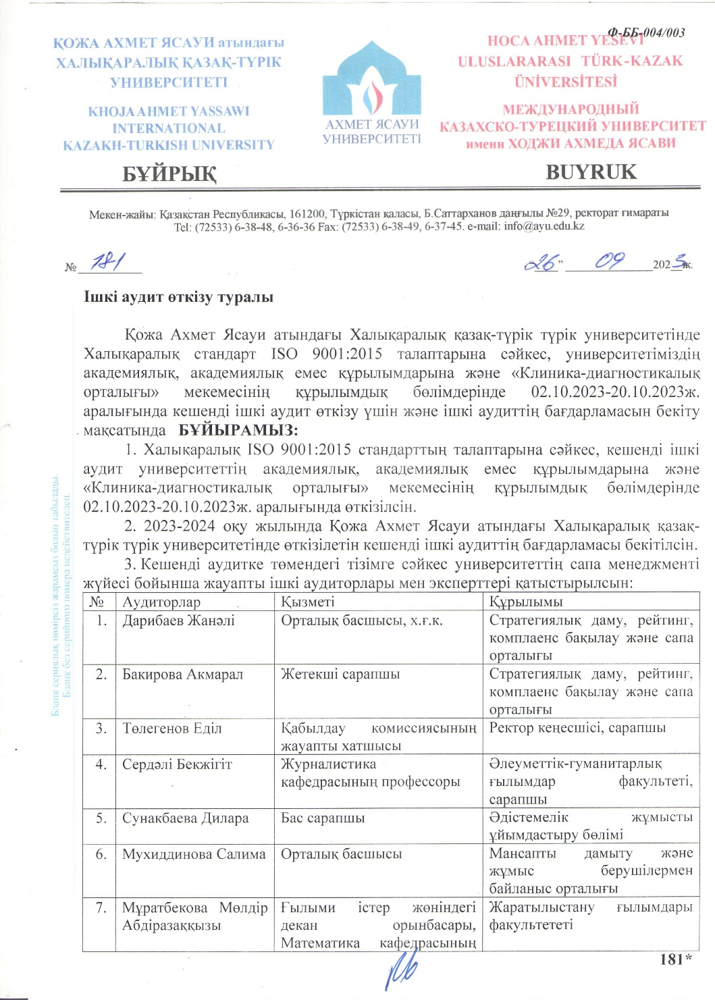 Ф-ББ-004/003
ҚОЖА АХМЕТ ЯСАУИ атындағы
ХАЛЫҚАРАЛЫҚ ҚАЗАҚ-ТҮРІК
УНИВЕРСИТЕТІ
KHOJA AHMET YASSAWI
INTERNATIONAL
KAZAKH-TURKISH UNIVERSITY
БҰЙРЫҚ
АХМЕТ ЯСАУИ
УНИВЕРСИТЕТІ
HOCA AHMET YESEVİ
ULUSLARARASI TÜRK-KAZAK
ÜNİVERSİTESİ
МЕЖДУНАРОДНЫЙ
КАЗАХСКО-ТУРЕЦКИЙ УНИВЕРСИТЕТ
имени ХОДЖИ АХМЕДА ЯСАВИ
BUYRUK
Мекен-жайы: Қазақстан Республикасы, 161200, Түркістан қаласы, Б.Саттарханов даңғылы №29, ректорат ғимараты
Tel: (72533) 6-38-48, 6-36-36 Fax: (72533) 6-38-49, 6-37-45. e-mail: info@ayu.edu.kz
№ 181
“26” 09 2023 ж.
Ішкі аудит өткізу туралы
Қожа Ахмет Ясауи атындағы Халықаралық қазақ-түрік түрік университетінде
Халықаралық стандарт ISO 9001:2015 талаптарына сәйкес, университетіміздің
академиялық, академиялық емес құрылымдарына және «Клиника-диагностикалық
орталығы» мекемесінің құрылымдық бөлімдерінде 02.10.2023-20.10.2023ж.
аралығында кешенді ішкі аудит өткізу үшін және ішкі аудиттің бағдарламасын бекіту
мақсатында БҰЙЫРАМЫЗ:
1. Халықаралық ISO 9001:2015 стандарттың талаптарына сәйкес, кешенді ішкі
аудит университеттің академиялық, академиялық емес құрылымдарына және
«Клиника-диагностикалық орталығы» мекемесінің құрылымдық бөлімдерінде
02.10.2023-20.10.2023ж. аралығында өткізілсін.
2. 2023-2024 оқу жылында Қожа Ахмет Ясауи атындағы Халықаралық қазақ-
түрік түрік университетінде өткізілетін кешенді ішкі аудиттің бағдарламасы бекітілсін.
3. Кешенді аудитке төмендегі тізімге сәйкес университеттің сапа менеджменті
жүйесі бойынша жауапты ішкі аудиторлары мен эксперттері қатыстырылсын:
№ Аудиторлар Қызметі Құрылымы
1. Дарибаев Жанәлі Орталық басшысы, х.ғ.к. Стратегиялық даму, рейтинг,
комплаенс бақылау және сапа
орталығы
2. Бакирова Акмарал Жетекші сарапшы Стратегиялық даму, рейтинг,
комплаенс бақылау және сапа
орталығы
3. Төлегенов Еділ Қабылдау комиссиясының Ректор кеңесшісі, сарапшы
жауапты хатшысы
4. Сердәлі Бекжігіт Журналистика Әлеуметтік-гуманитарлық
кафедрасының профессоры ғылымдар факультеті,
сарапшы
5. Сунакбаева Дилара Бас сарапшы Әдістемелік жұмысты
ұйымдастыру бөлімі
6. Мухиддинова Салима Орталық басшысы Мансапты дамыту және
жұмыс берушілермен
байланыс орталығы
7. Мұратбекова Мөлдір Ғылыми істер жөніндегі Жаратылыстану ғылымдары
Абдіразаққызы декан орынбасары, факультететі
Математика кафедрасының
181*
Бланк сериялық нөмірсіз жарамсыз болып табылады.
Бланк без серийного номера недействителен.